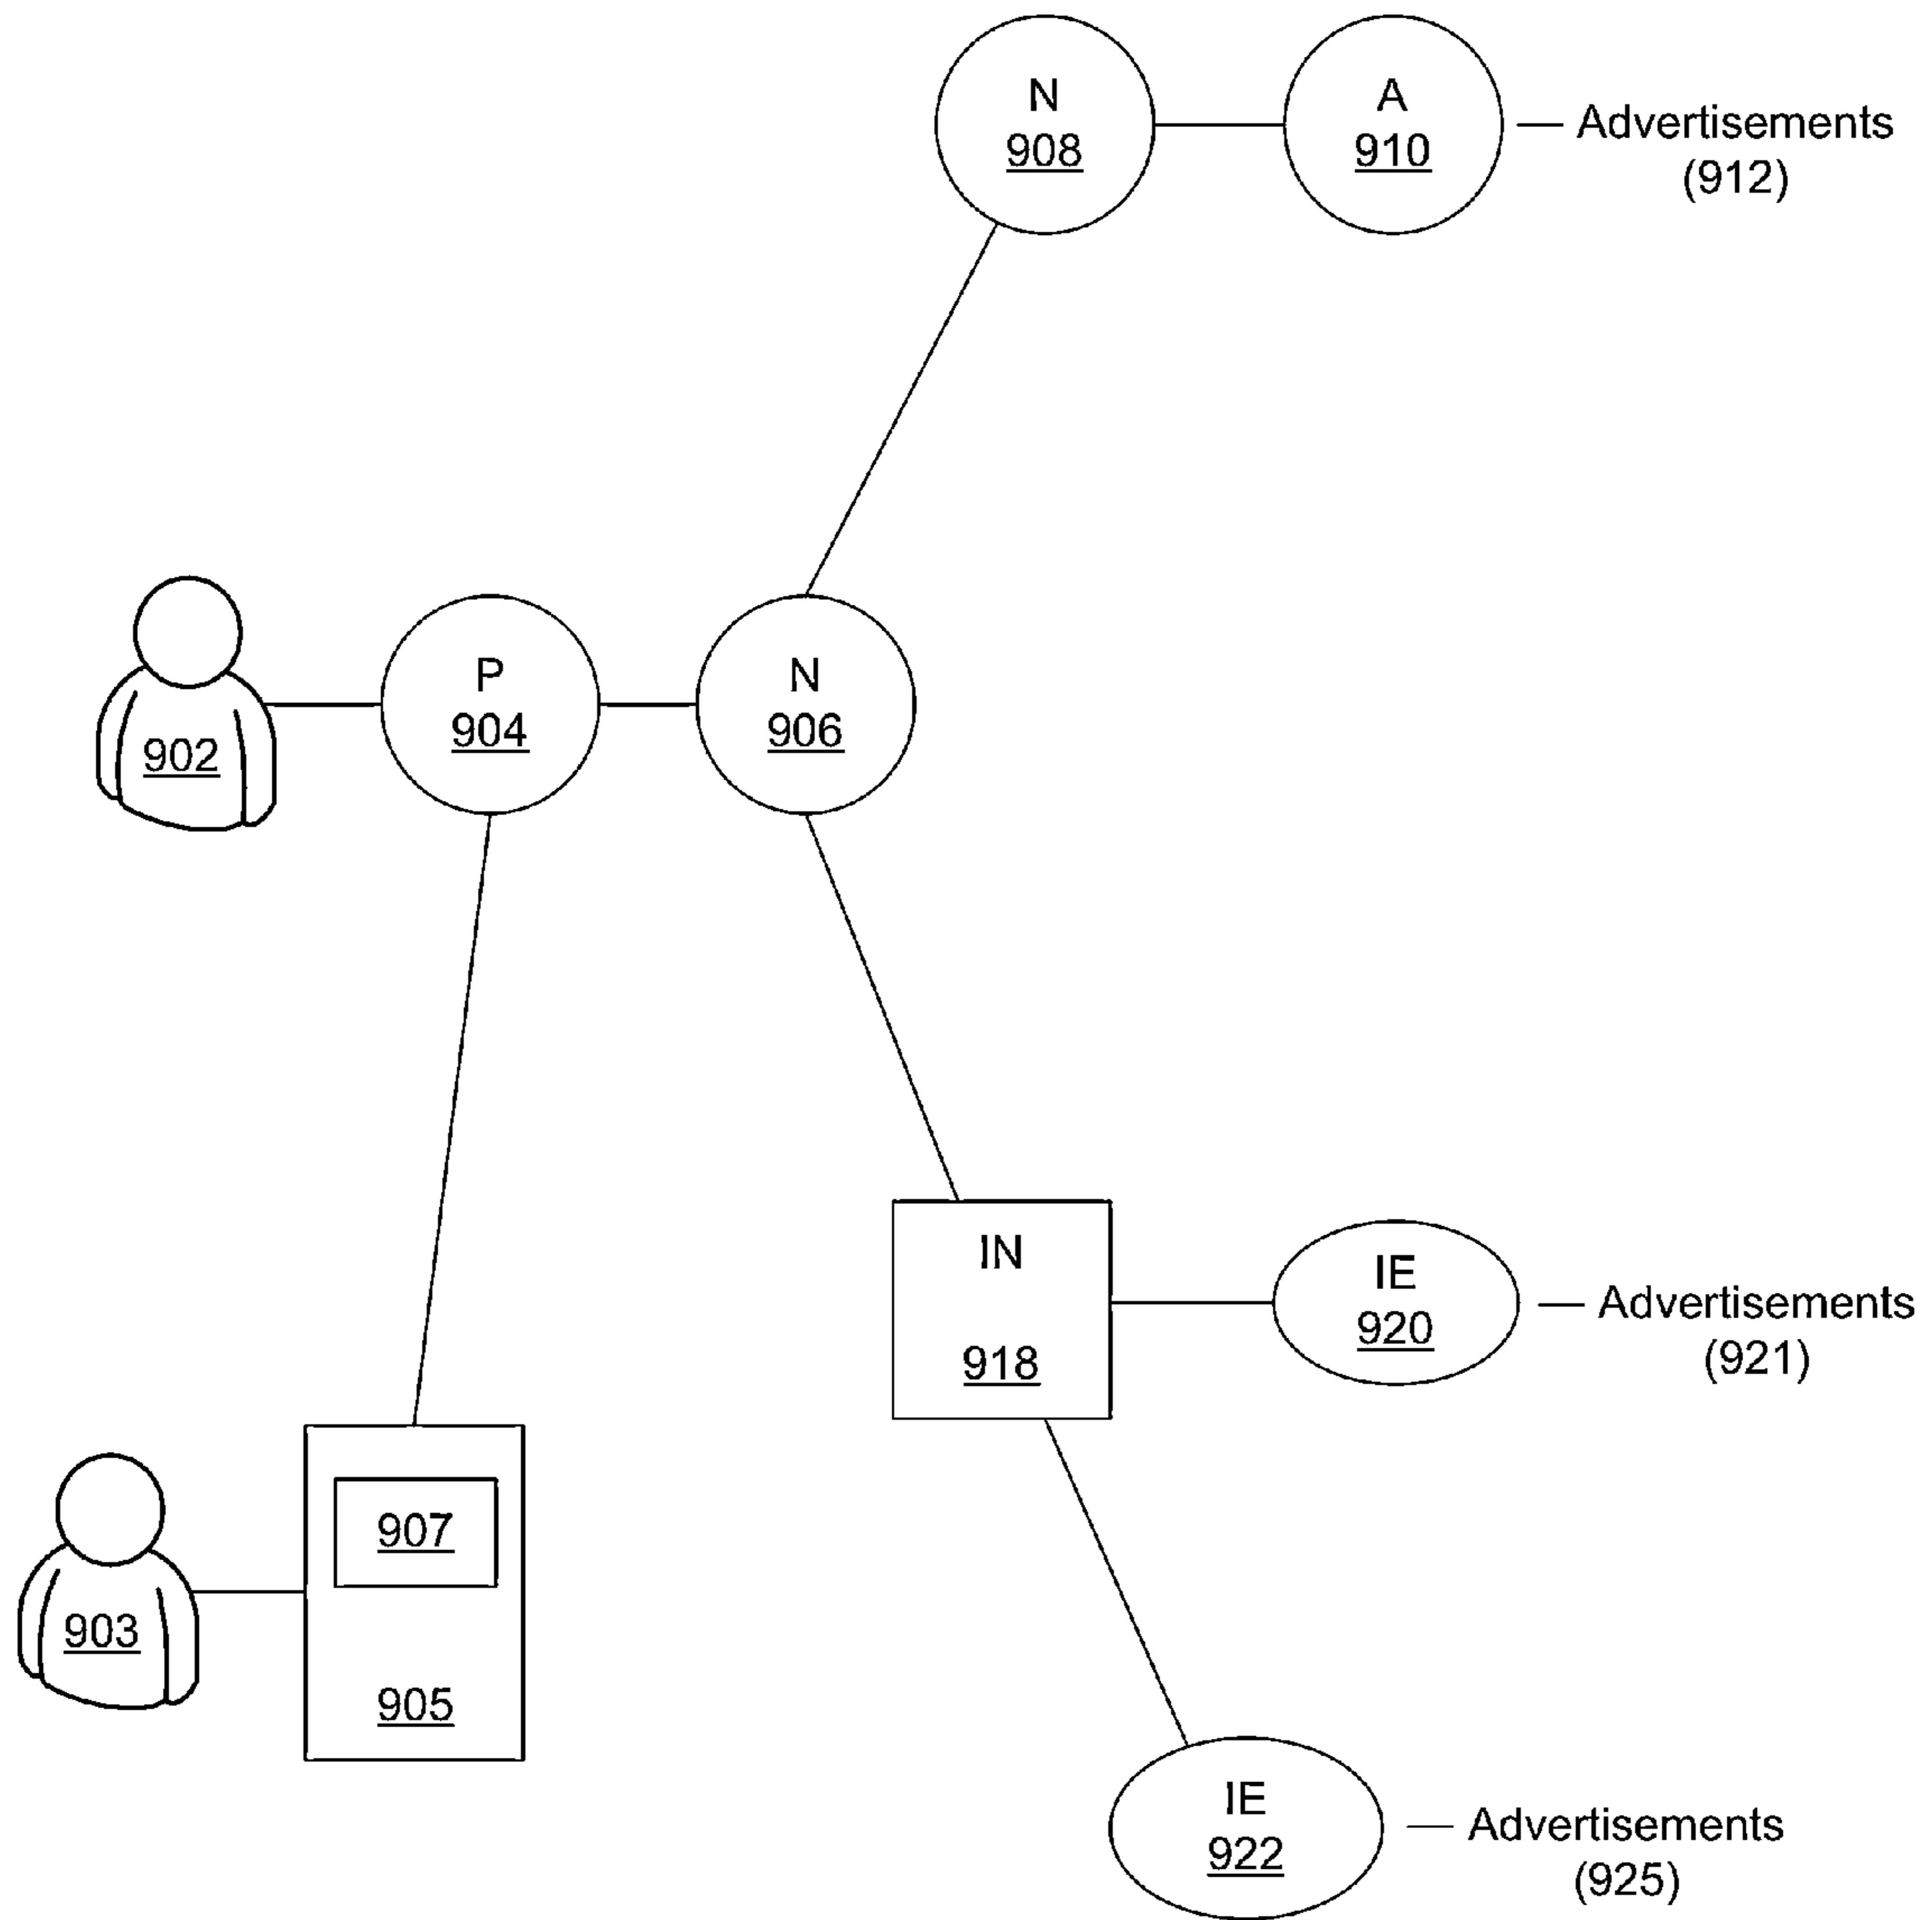 N
908
A
910
Advertisements
(912)
902
P
904
N
906
IN
918
IE
920
Advertisements
(921)
903
907
905
IE
922
Advertisements
(925)